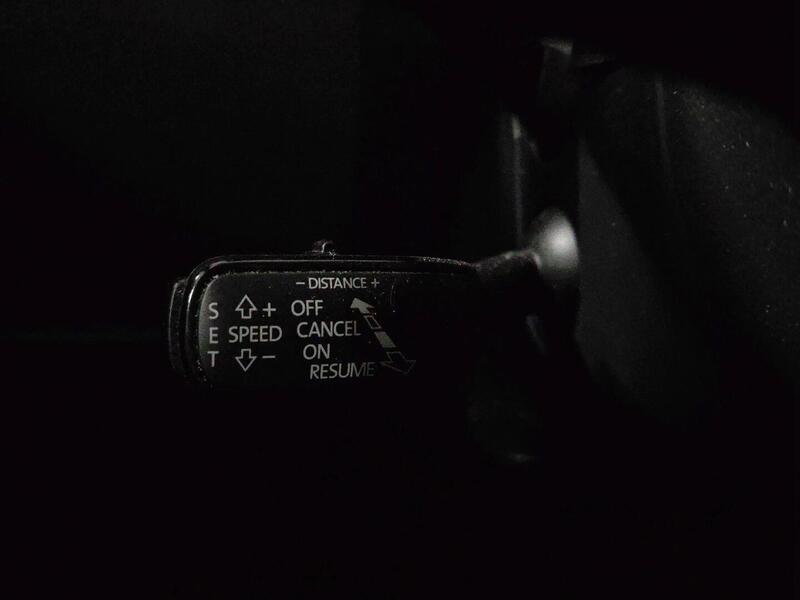 − DISTANCE +
S + OFF
E SPEED CANCEL
T − ON
RESUME